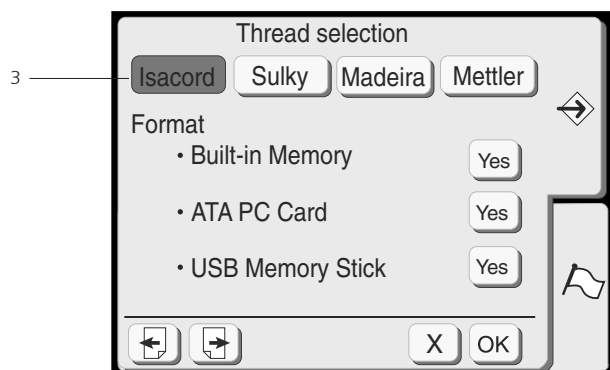 Thread selection
3
Isacord Sulky Madeira Mettler
Format
• Built-in Memory Yes
• ATA PC Card Yes
• USB Memory Stick Yes
X OK